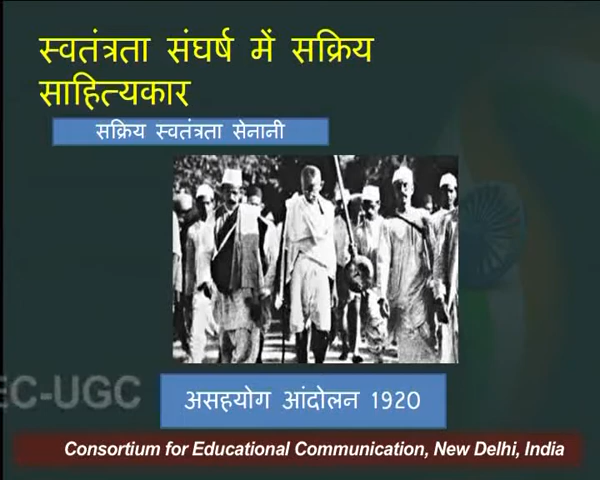 स्वतंत्रता संघर्ष में सक्रिय
साहित्यकार
सक्रिय स्वतंत्रता सेनानी
असहयोग आंदोलन 1920
EC-UGC
Consortium for Educational Communication, New Delhi, India